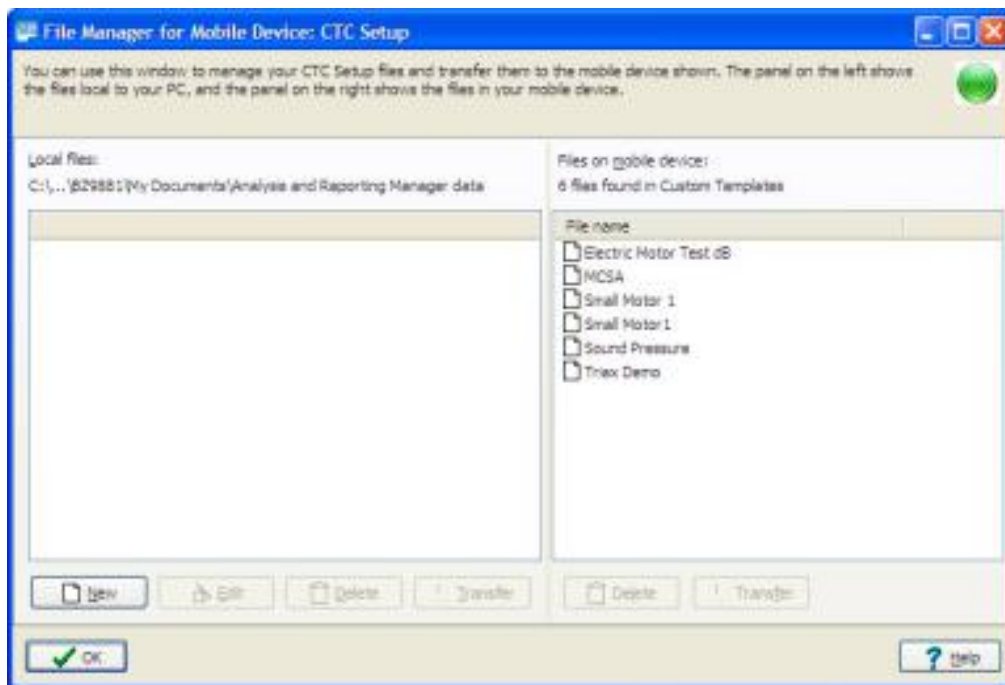 File Manager for Mobile Device: CTC Setup
You can use this window to manage your CTC Setup files and transfer them to the mobile device shown. The panel on the left shows
the files local to your PC, and the panel on the right shows the files in your mobile device.
Local files:
C:\...\BZ9881\My Documents\Analysis and Reporting Manager data
Files on mobile device:
6 files found in Custom Templates
File name
Electric Motor Test dB
MCSA
Small Motor 1
Small Motor1
Sound Pressure
Triax Demo
New
Edit
Delete
Transfer
Delete
Transfer
OK
? Help